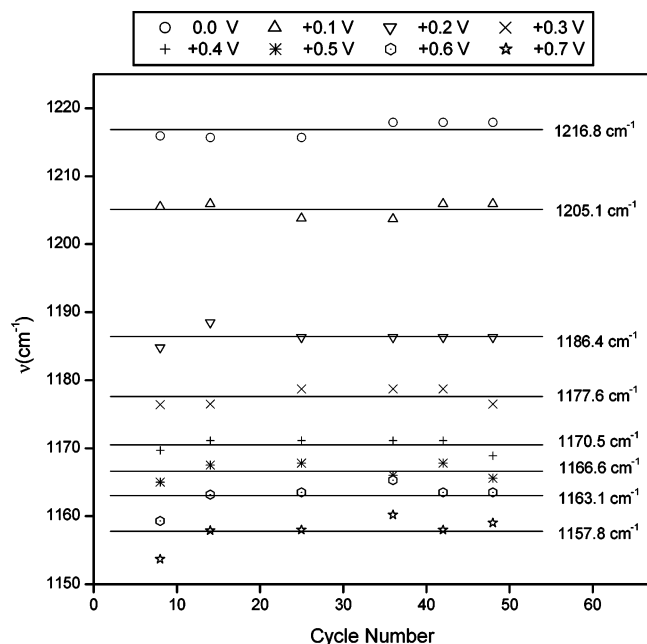 0.0 V +0.1 V +0.2 V +0.3 V
+0.4 V +0.5 V +0.6 V +0.7 V
1220
1216.8 cm⁻¹
1210
1205.1 cm⁻¹
1200
1190
1186.4 cm⁻¹
1180
1177.6 cm⁻¹
1170
1170.5 cm⁻¹
1166.6 cm⁻¹
1163.1 cm⁻¹
1160
1157.8 cm⁻¹
1150
ν(cm⁻¹)
0 10 20 30 40 50 60
Cycle Number